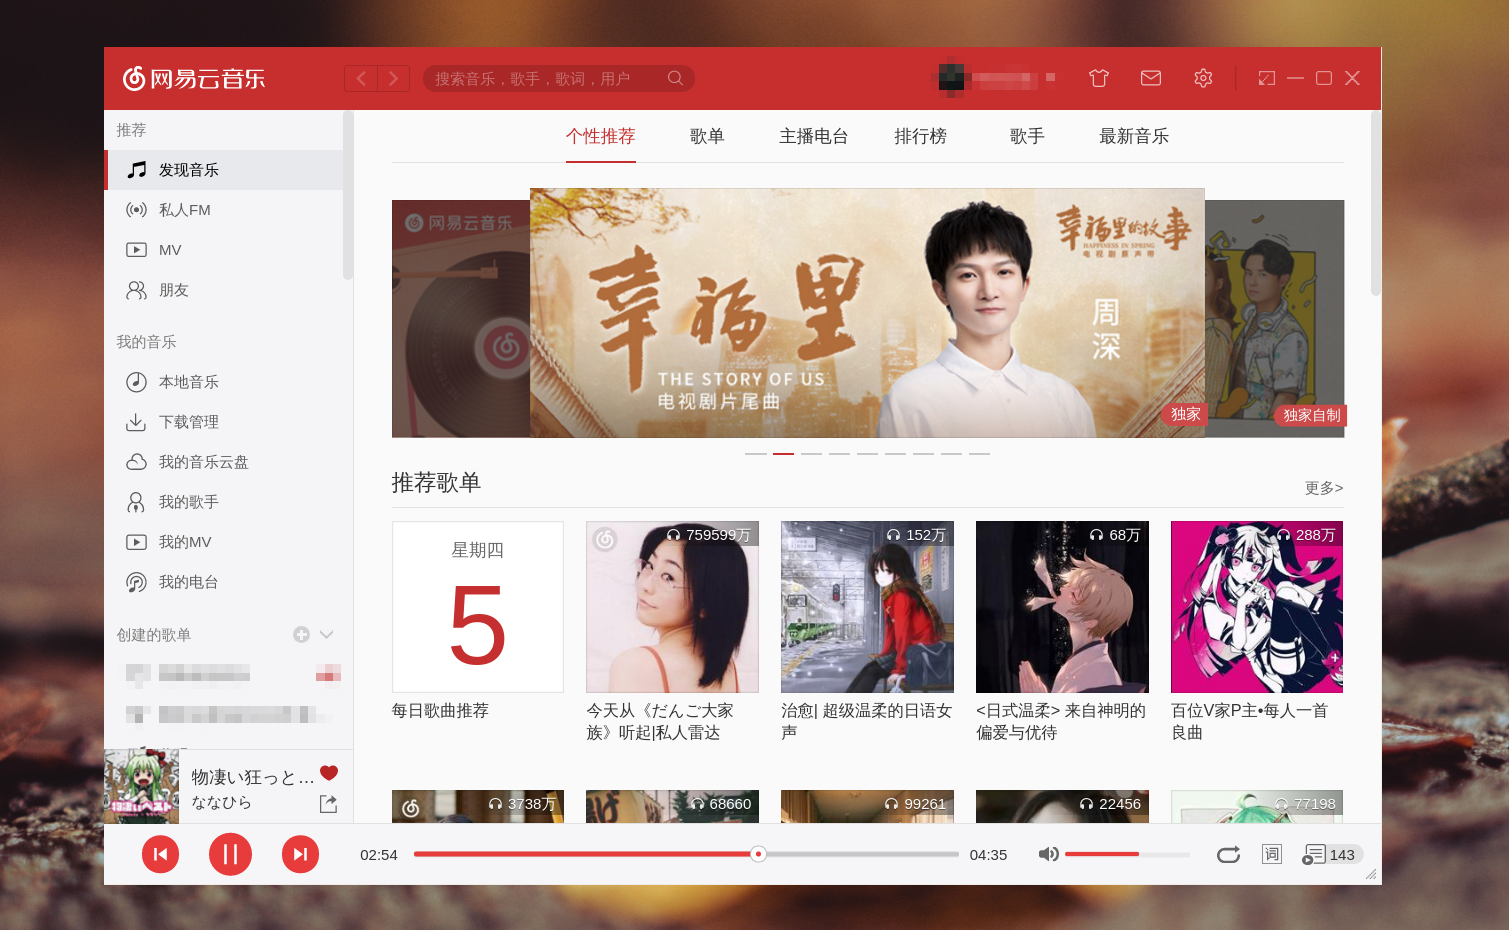 网易云音乐
搜索音乐，歌手，歌词，用户
推荐
发现音乐
私人FM
MV
朋友
我的音乐
本地音乐
下载管理
我的音乐云盘
我的歌手
我的MV
我的电台
创建的歌单
物凄い狂っと…
ななひら
个性推荐 歌单 主播电台 排行榜 歌手 最新音乐
网易云音乐
幸福里
THE STORY OF US
电视剧片尾曲
幸福里的故事
HAPPINESS IN SPRING
电视剧原声带
周深
独家
独家自制
推荐歌单
更多>
星期四
5
759599万
152万
68万
288万
每日歌曲推荐
今天从《だんご大家
族》听起|私人雷达
治愈| 超级温柔的日语女
声
<日式温柔> 来自神明的
偏爱与优待
百位V家P主•每人一首
良曲
3738万
68660
99261
22456
77198
02:54
04:35
词
143